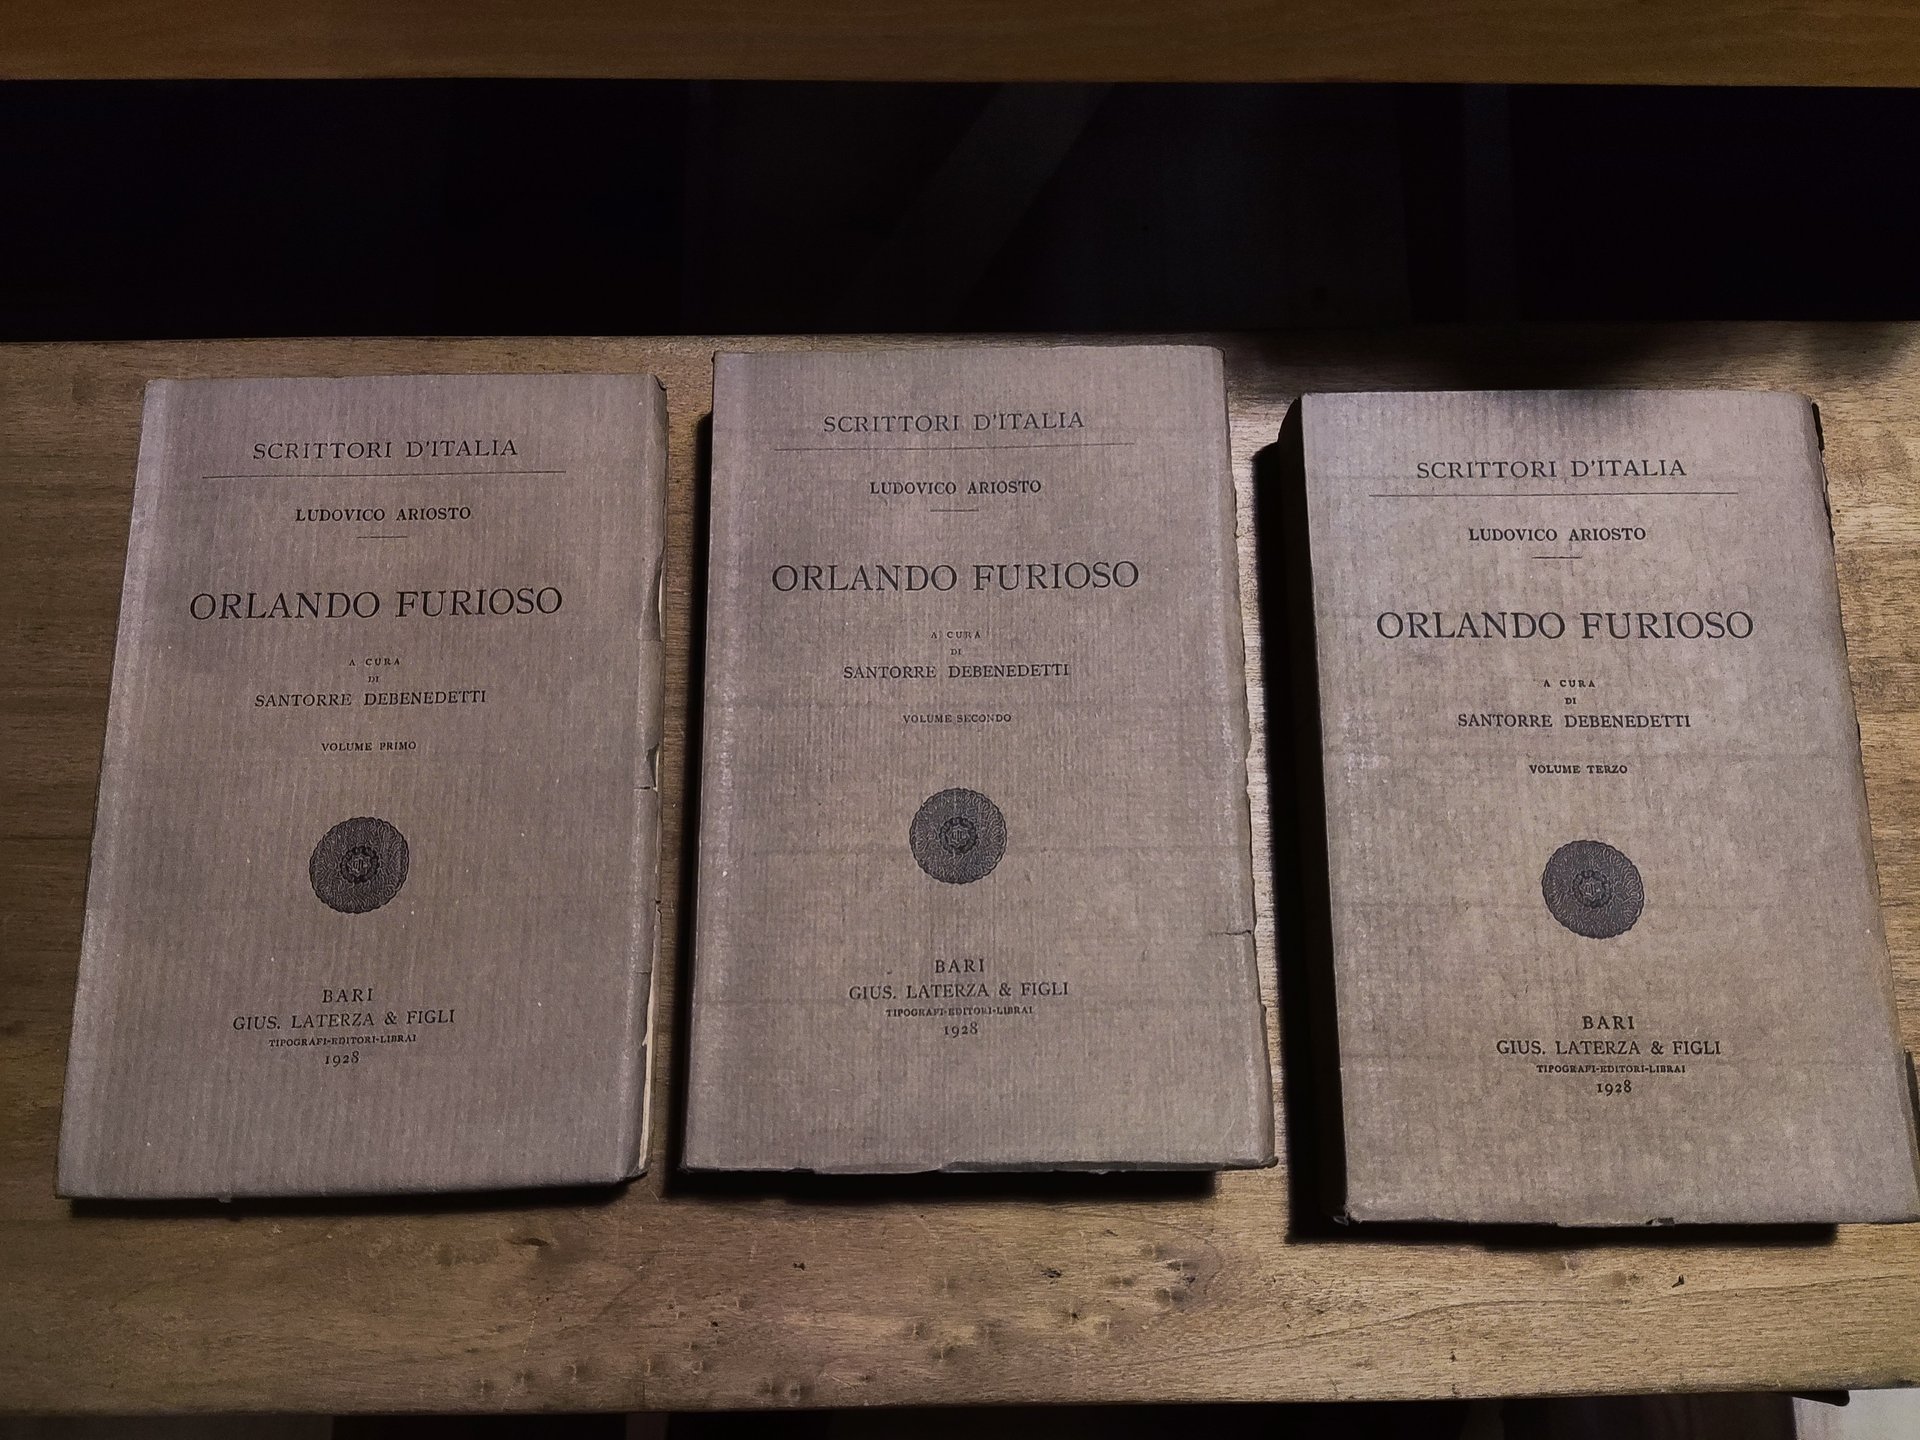 SCRITTORI D'ITALIA
LUDOVICO ARIOSTO
ORLANDO FURIOSO
A CURA
DI
SANTORRE DEBENEDETTI
VOLUME PRIMO
BARI
GIUS. LATERZA & FIGLI
TIPOGRAFI-EDITORI-LIBRAI
1928
SCRITTORI D'ITALIA
LUDOVICO ARIOSTO
ORLANDO FURIOSO
A CURA
DI
SANTORRE DEBENEDETTI
VOLUME SECONDO
BARI
GIUS. LATERZA & FIGLI
TIPOGRAFI-EDITORI-LIBRAI
1928
SCRITTORI D'ITALIA
LUDOVICO ARIOSTO
ORLANDO FURIOSO
A CURA
DI
SANTORRE DEBENEDETTI
VOLUME TERZO
BARI
GIUS. LATERZA & FIGLI
TIPOGRAFI-EDITORI-LIBRAI
1928